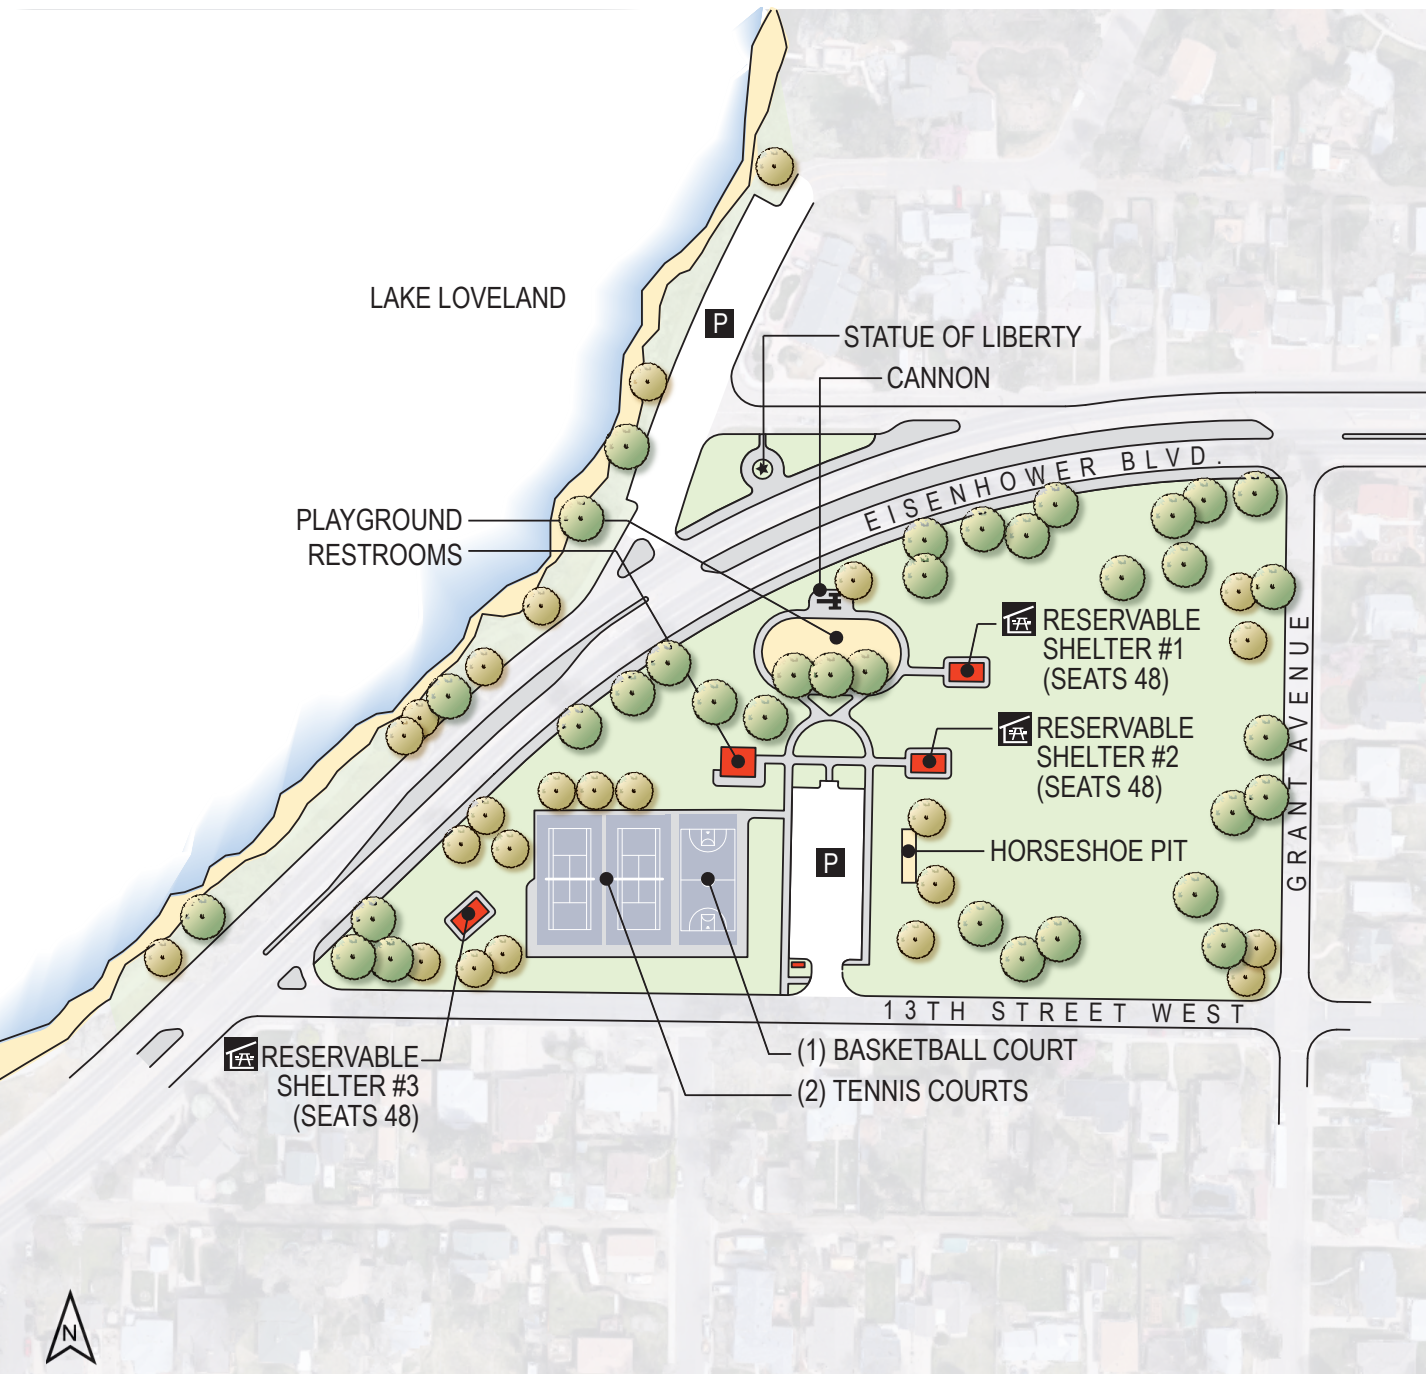 LAKE LOVELAND
P
STATUE OF LIBERTY
CANNON
EISENHOWER BLVD.
PLAYGROUND
RESTROOMS
RESERVABLE
SHELTER #1
(SEATS 48)
RESERVABLE
SHELTER #2
(SEATS 48)
GRANT AVENUE
HORSESHOE PIT
P
13TH STREET WEST
(1) BASKETBALL COURT
(2) TENNIS COURTS
RESERVABLE
SHELTER #3
(SEATS 48)
N